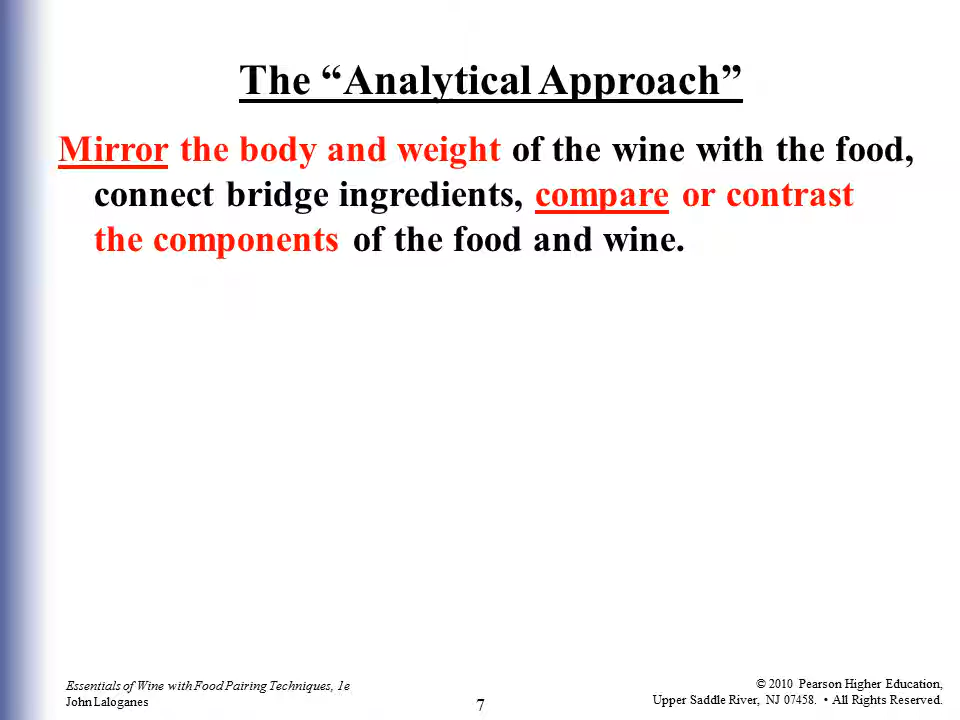 The “Analytical Approach”
Mirror the body and weight of the wine with the food,
connect bridge ingredients, compare or contrast
the components of the food and wine.
Essentials of Wine with Food Pairing Techniques, 1e
John Laloganes
7
© 2010 Pearson Higher Education,
Upper Saddle River, NJ 07458. • All Rights Reserved.